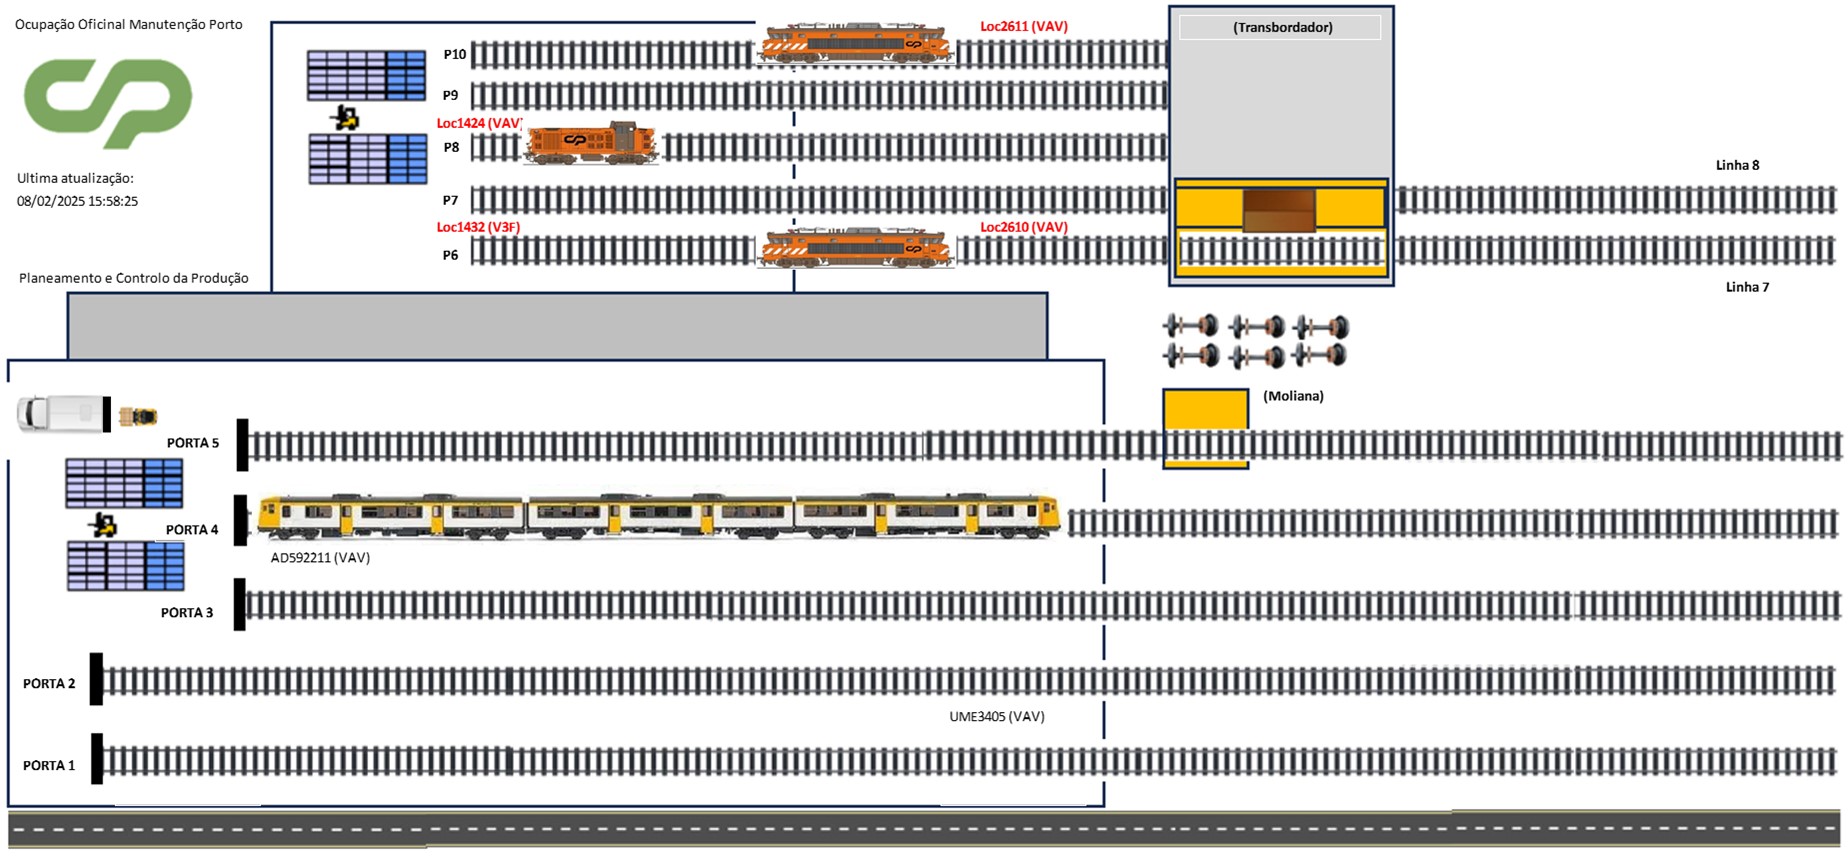 Ocupação Oficinal Manutenção Porto
Loc2611 (VAV)
(Transbordador)
P10
P9
Loc1424 (VAV)
P8
Linha 8
Ultima atualização:
08/02/2025 15:58:25
P7
Loc1432 (V3F)
Loc2610 (VAV)
P6
Planeamento e Controlo da Produção
Linha 7
(Moliana)
PORTA 5
PORTA 4
AD592211 (VAV)
PORTA 3
PORTA 2
UME3405 (VAV)
PORTA 1